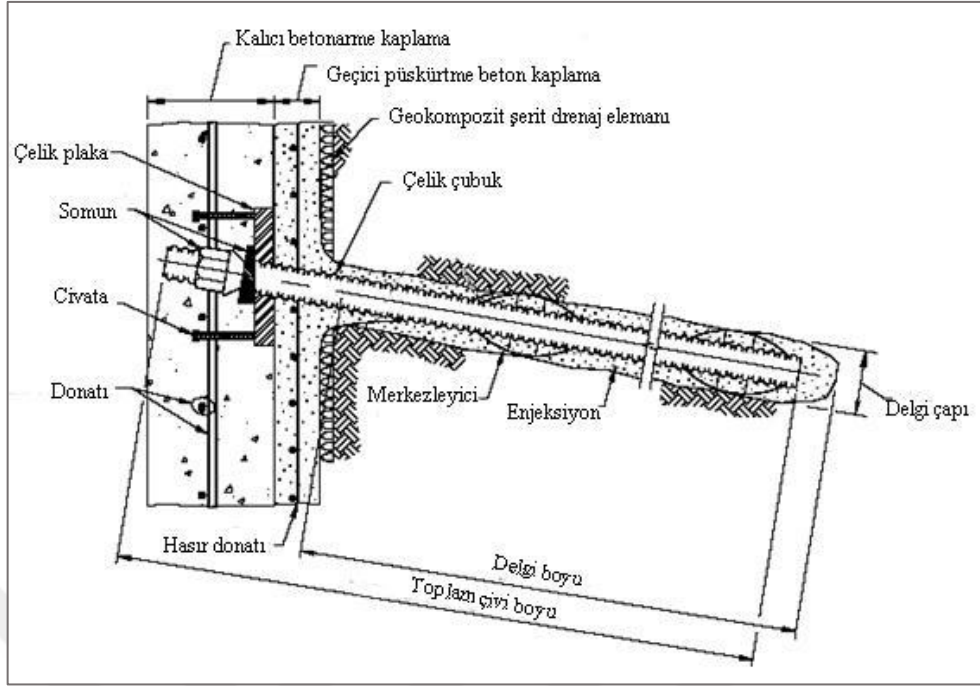 Kalıcı betonarme kaplama
Geçici püskürtme beton kaplama
Geokompozit şerit drenaj elemanı
Çelik plaka
Çelik çubuk
Somun
Civata
Donatı
Merkezleyici
Enjeksiyon
Delgi çapı
Hasır donatı
Delgi boyu
Toplam çivi boyu